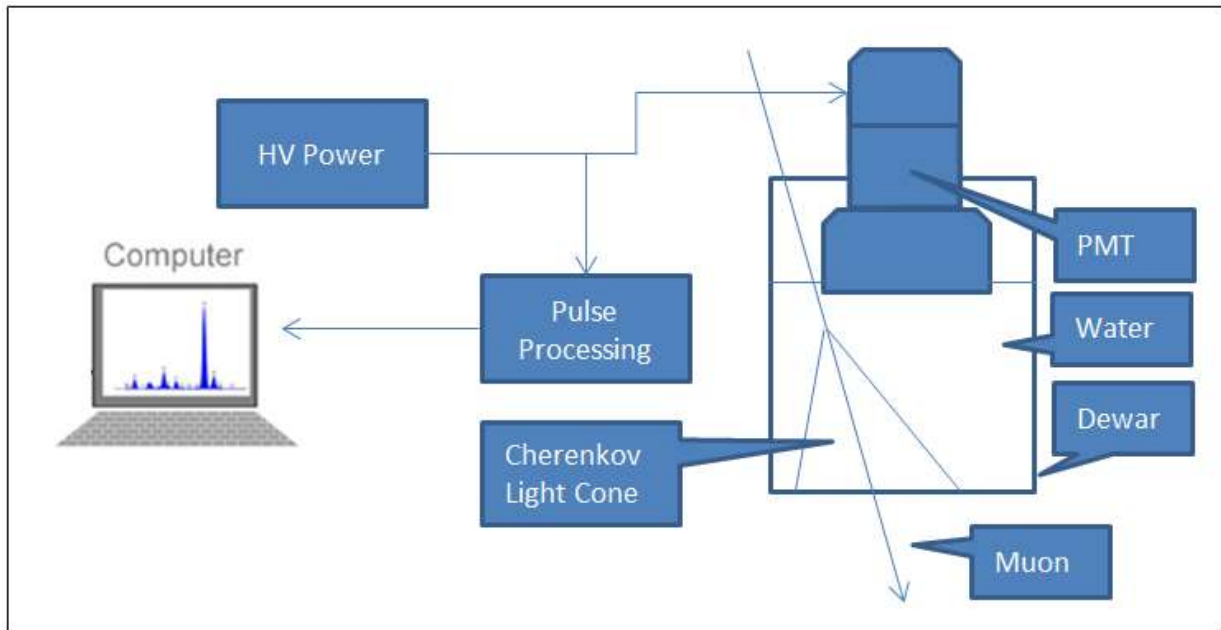 HV Power
Computer
Pulse
Processing
Cherenkov
Light Cone
PMT
Water
Dewar
Muon